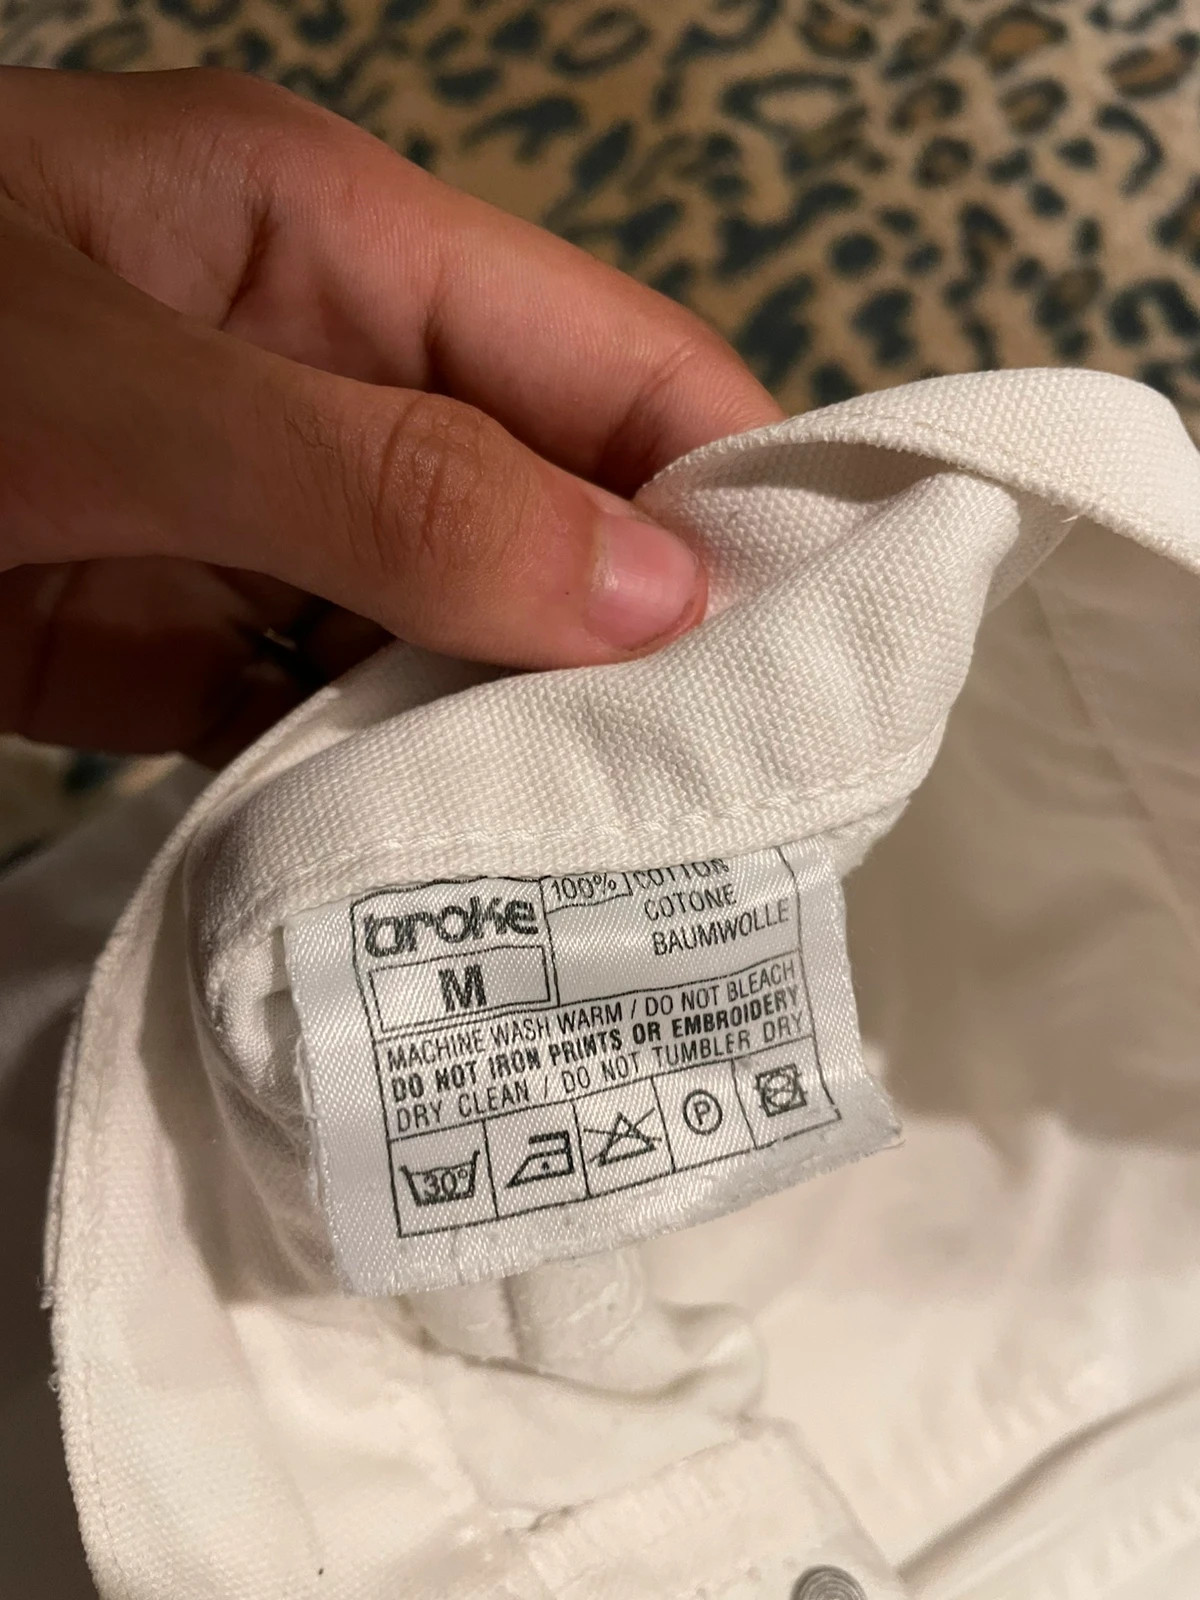 broke
M
100% COTTON
COTONE
BAUMWOLLE
MACHINE WASH WARM / DO NOT BLEACH
DO NOT IRON PRINTS OR EMBROIDERY
DRY CLEAN / DO NOT TUMBLER DRY
30°
P